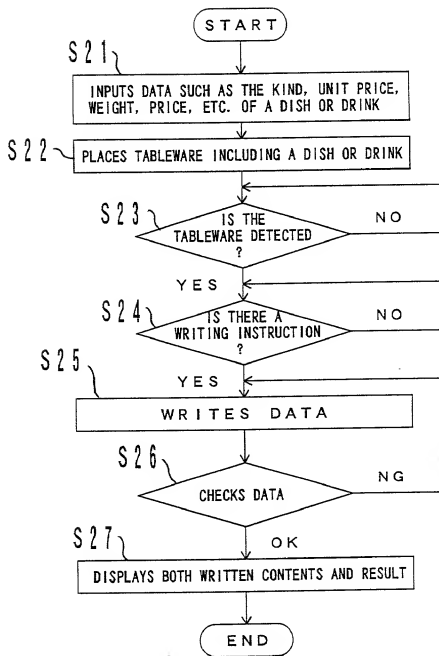 START
S21
INPUTS DATA SUCH AS THE KIND, UNIT PRICE,
WEIGHT, PRICE, ETC. OF A DISH OR DRINK
S22
PLACES TABLEWARE INCLUDING A DISH OR DRINK
S23
IS THE
TABLEWARE DETECTED
?
NO
YES
S24
IS THERE A
WRITING INSTRUCTION
?
NO
YES
S25
WRITES DATA
S26
CHECKS DATA
NG
OK
S27
DISPLAYS BOTH WRITTEN CONTENTS AND RESULT
END